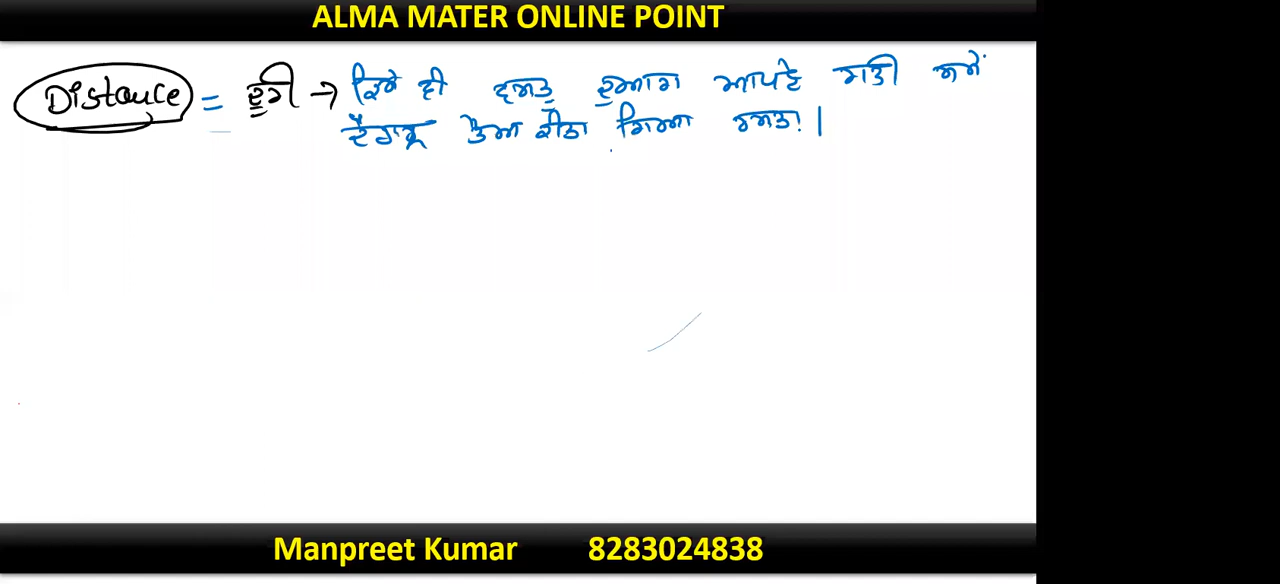 ALMA MATER ONLINE POINT
Distance = ਦੂਰੀ → ਕਿਸੇ ਵੀ ਵਸਤੂ ਦੁਆਰਾ ਆਪਣੇ ਗਤੀ ਸਮੇਂ
ਦੌਰਾਨ ਤੈਅ ਕੀਤਾ ਗਿਆ ਰਸਤਾ।
Manpreet Kumar 8283024838